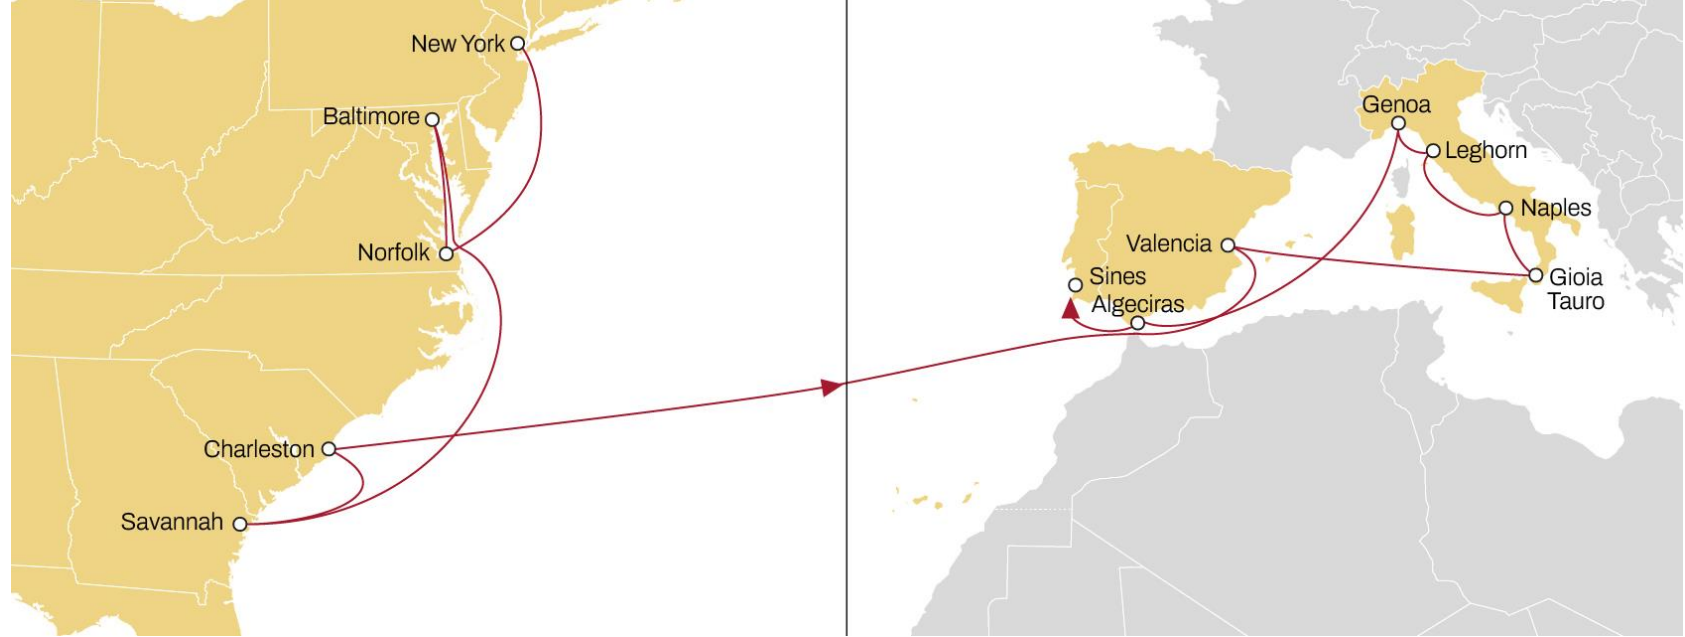 New York
Baltimore
Norfolk
Charleston
Savannah
Genoa
Leghorn
Naples
Valencia
Sines
Gioia
Tauro
Algeciras